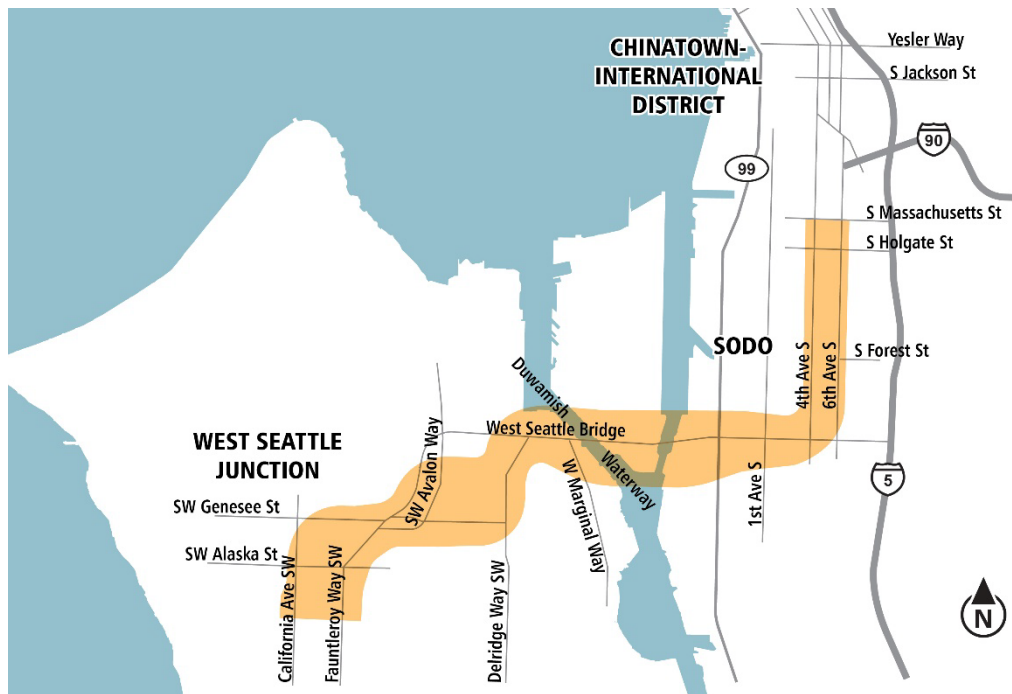 CHINATOWN-
INTERNATIONAL
DISTRICT
Yesler Way
S Jackson St
90
99
S Massachusetts St
S Holgate St
SODO
4th Ave S
6th Ave S
S Forest St
Duwamish
Waterway
West Seattle Bridge
WEST SEATTLE
JUNCTION
SW Avalon Way
SW Genesee St
SW Alaska St
W Marginal Way
1st Ave S
5
California Ave SW
Fauntleroy Way SW
Delridge Way SW
N